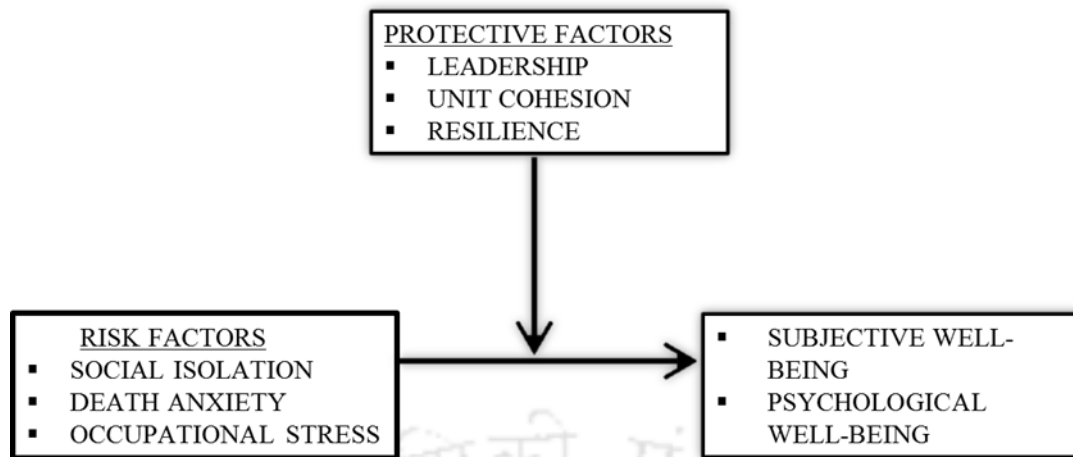 PROTECTIVE FACTORS
▪ LEADERSHIP
▪ UNIT COHESION
▪ RESILIENCE
RISK FACTORS
▪ SOCIAL ISOLATION
▪ DEATH ANXIETY
▪ OCCUPATIONAL STRESS
▪ SUBJECTIVE WELL-
BEING
▪ PSYCHOLOGICAL
WELL-BEING